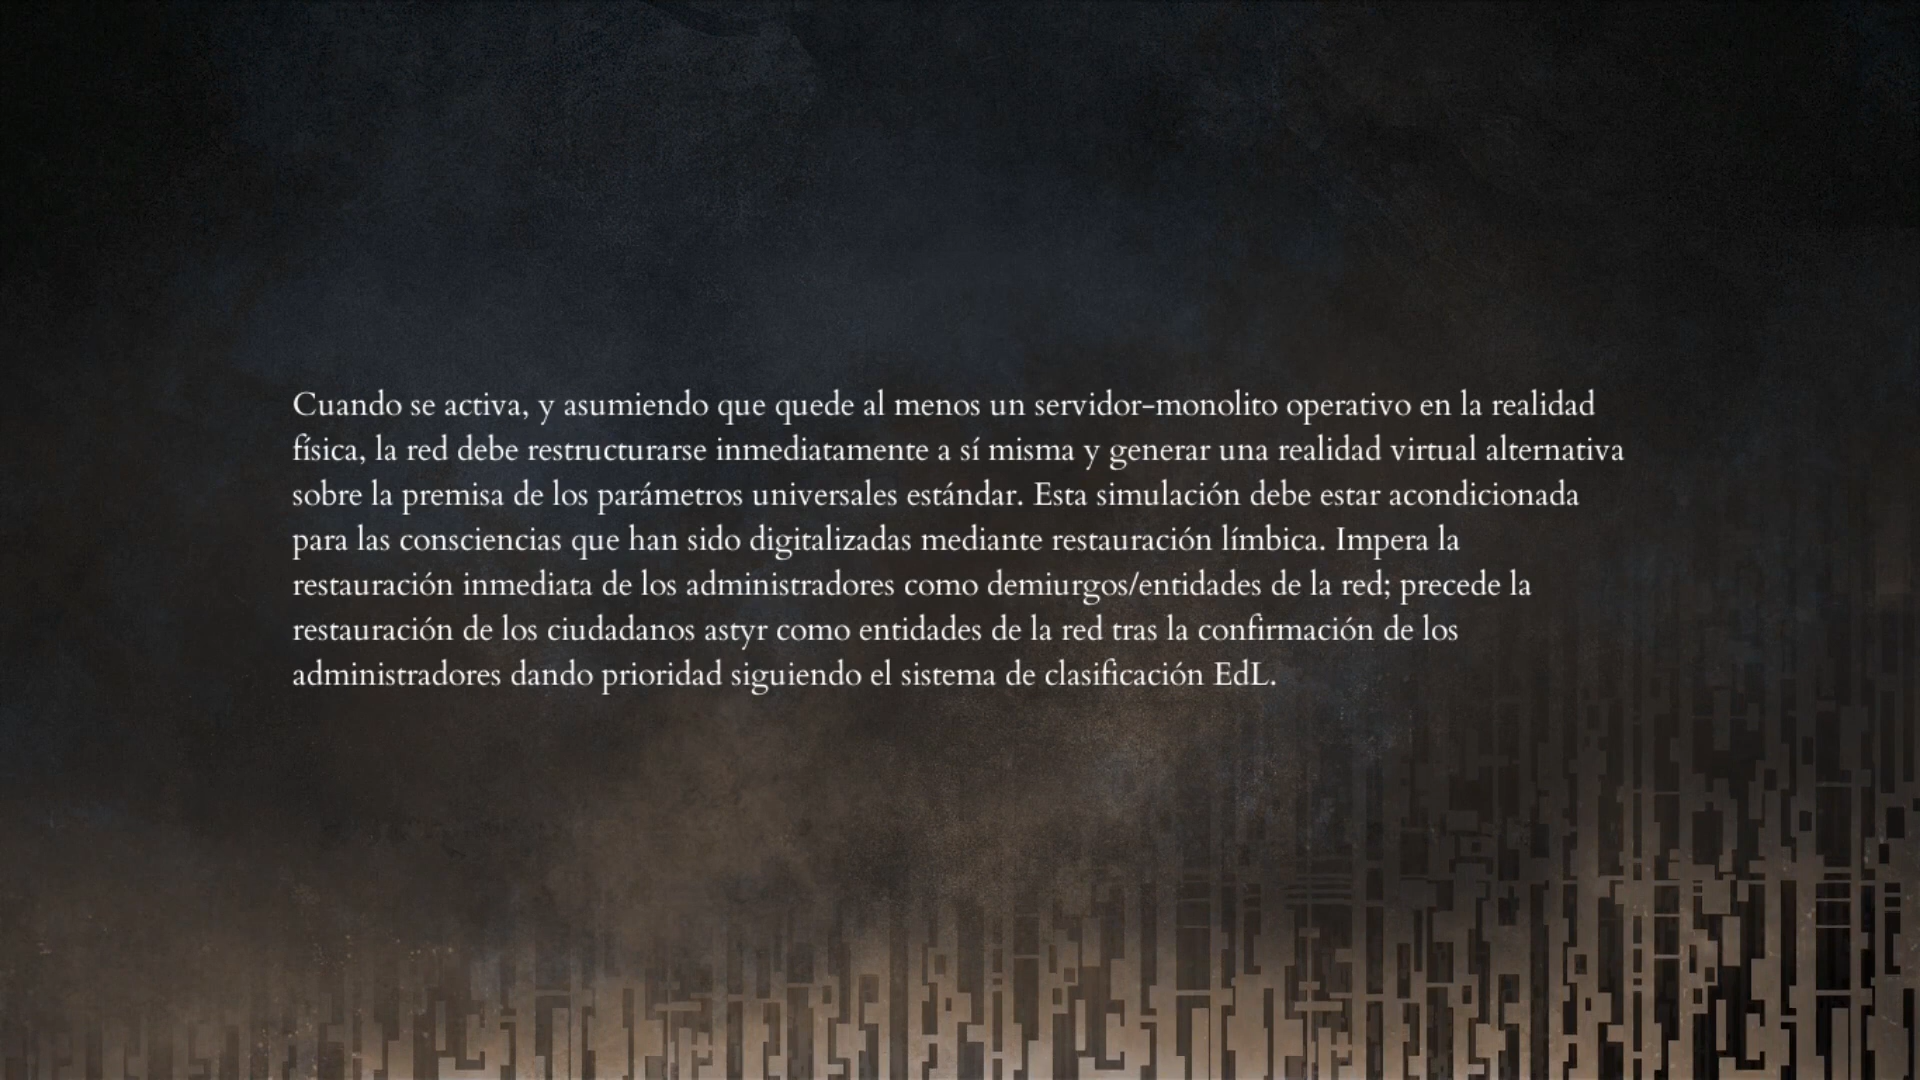 Cuando se activa, y asumiendo que quede al menos un servidor-monolito operativo en la realidad
física, la red debe restructurarse inmediatamente a sí misma y generar una realidad virtual alternativa
sobre la premisa de los parámetros universales estándar. Esta simulación debe estar acondicionada
para las consciencias que han sido digitalizadas mediante restauración límbica. Impera la
restauración inmediata de los administradores como demiurgos/entidades de la red; precede la
restauración de los ciudadanos astyr como entidades de la red tras la confirmación de los
administradores dando prioridad siguiendo el sistema de clasificación EdL.